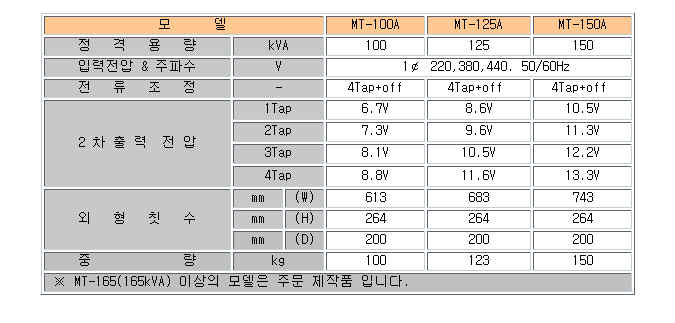 모 델 MT-100A MT-125A MT-150A
정 격 용 량 kVA 100 125 150
입력전압 & 주파수 V 1¢ 220,380,440. 50/60Hz
전 류 조 정 - 4Tap+off 4Tap+off 4Tap+off
2 차 출 력 전 압 1Tap 6.7V 8.6V 10.5V
2Tap 7.3V 9.6V 11.3V
3Tap 8.1V 10.5V 12.2V
4Tap 8.8V 11.6V 13.3V
외 형 칫 수 mm (W) 613 683 743
mm (H) 264 264 264
mm (D) 200 200 200
중 량 kg 100 123 150
※ MT-165(165kVA) 이상의 모델은 주문 제작품 입니다.